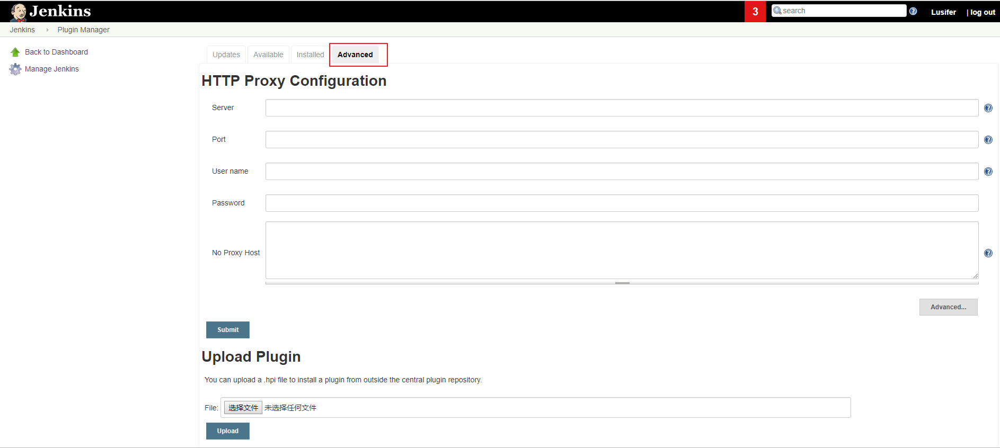 Jenkins
3
search
Lusifer
| log out
Jenkins
Plugin Manager
Back to Dashboard
Manage Jenkins
Updates
Available
Installed
Advanced
HTTP Proxy Configuration
Server
Port
User name
Password
No Proxy Host
Advanced...
Submit
Upload Plugin
You can upload a .hpi file to install a plugin from outside the central plugin repository.
File: 选择文件 未选择任何文件
Upload